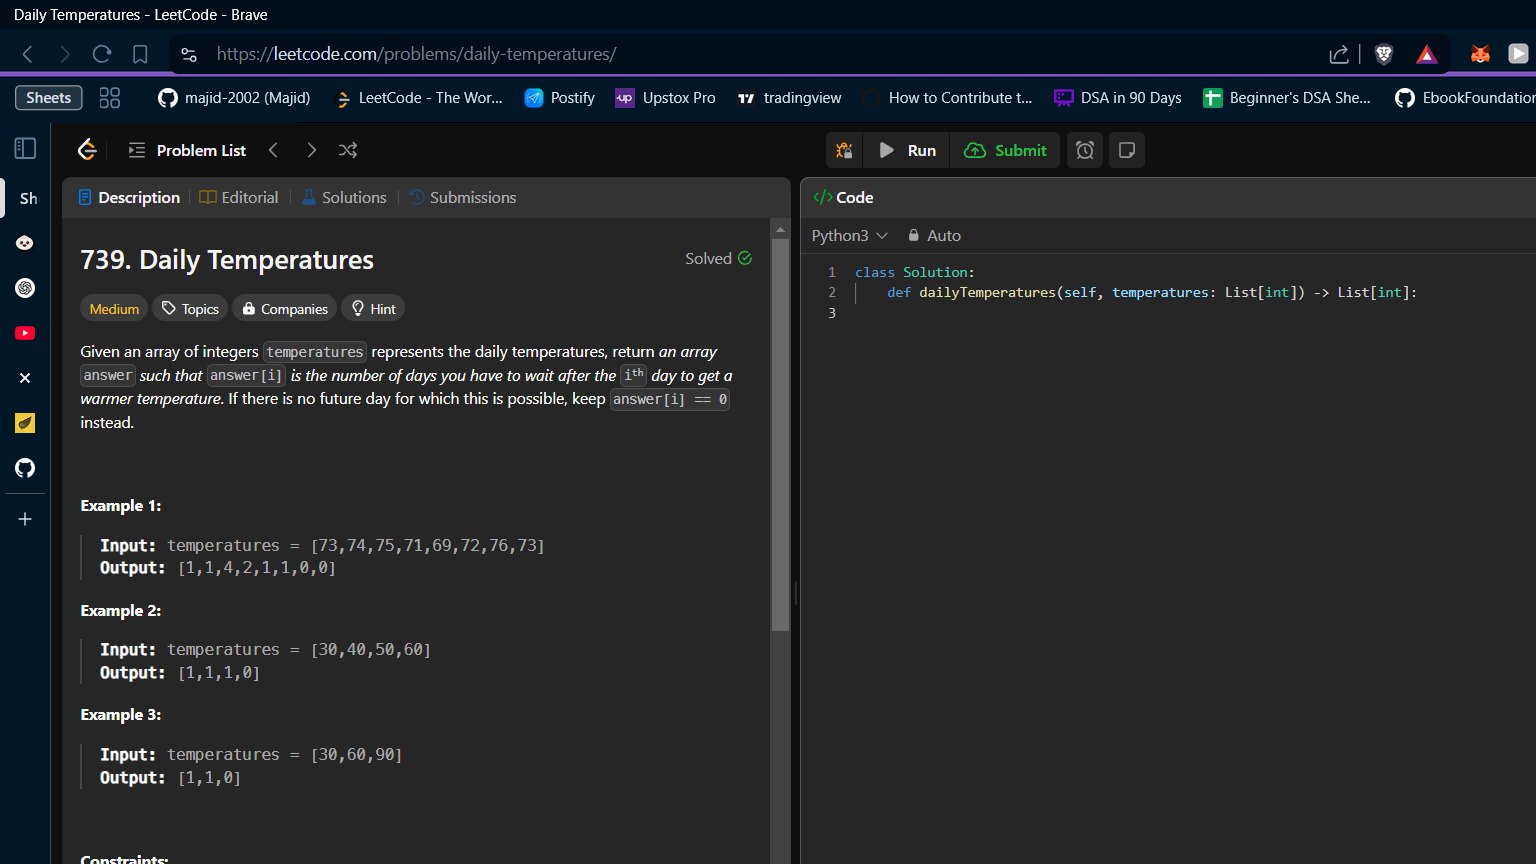 Daily Temperatures - LeetCode - Brave
https://leetcode.com/problems/daily-temperatures/
Sheets majid-2002 (Majid) LeetCode - The Wor... Postify up Upstox Pro tradingview How to Contribute t... DSA in 90 Days Beginner's DSA She... EbookFoundation
Problem List Run Submit
Description Editorial Solutions Submissions
</> Code
Sh
Python3 Auto
739. Daily Temperatures Solved
Medium Topics Companies Hint
Given an array of integers temperatures represents the daily temperatures, return an array
answer such that answer[i] is the number of days you have to wait after the ith day to get a
warmer temperature. If there is no future day for which this is possible, keep answer[i] == 0
instead.
Example 1:
Input: temperatures = [73,74,75,71,69,72,76,73]
Output: [1,1,4,2,1,1,0,0]
Example 2:
Input: temperatures = [30,40,50,60]
Output: [1,1,1,0]
Example 3:
Input: temperatures = [30,60,90]
Output: [1,1,0]
Constraints:
1 class Solution:
2 def dailyTemperatures(self, temperatures: List[int]) -> List[int]:
3